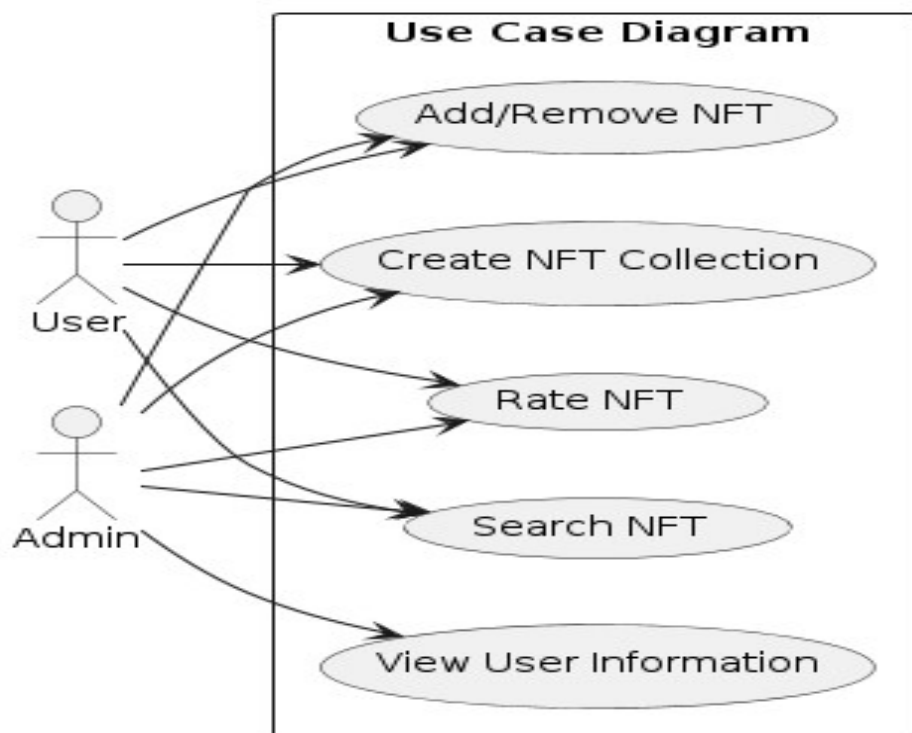 Use Case Diagram
Add/Remove NFT
Create NFT Collection
User
Rate NFT
Search NFT
Admin
View User Information